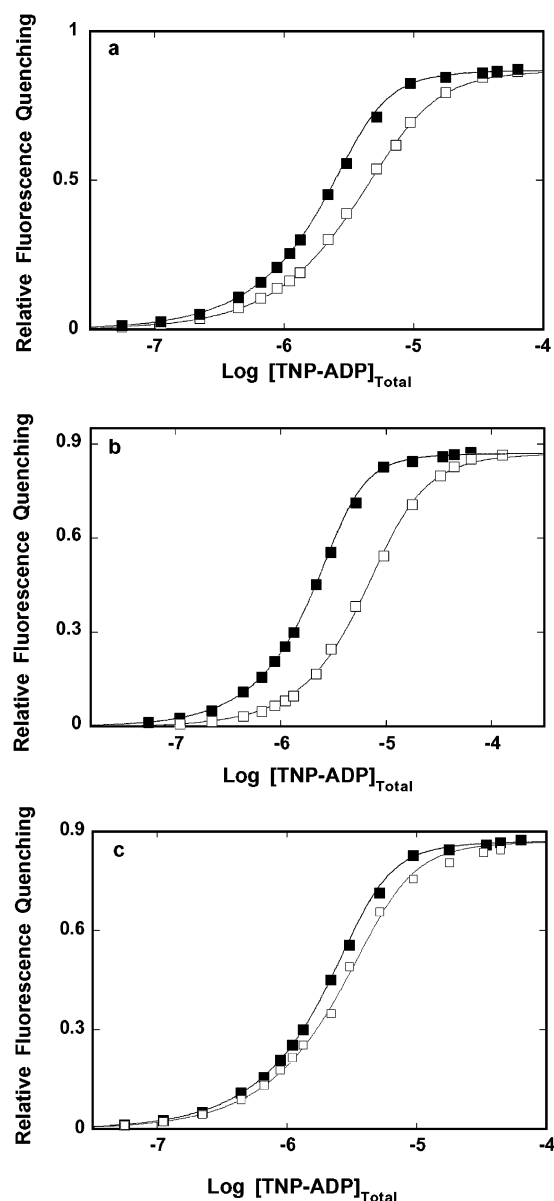 a
1
0.5
0
Relative Fluorescence Quenching
-7 -6 -5 -4
Log [TNP-ADP]Total
b
0.9
0.6
0.3
0
Relative Fluorescence Quenching
-7 -6 -5 -4
Log [TNP-ADP]Total
c
0.9
0.6
0.3
0
Relative Fluorescence Quenching
-7 -6 -5 -4
Log [TNP-ADP]Total